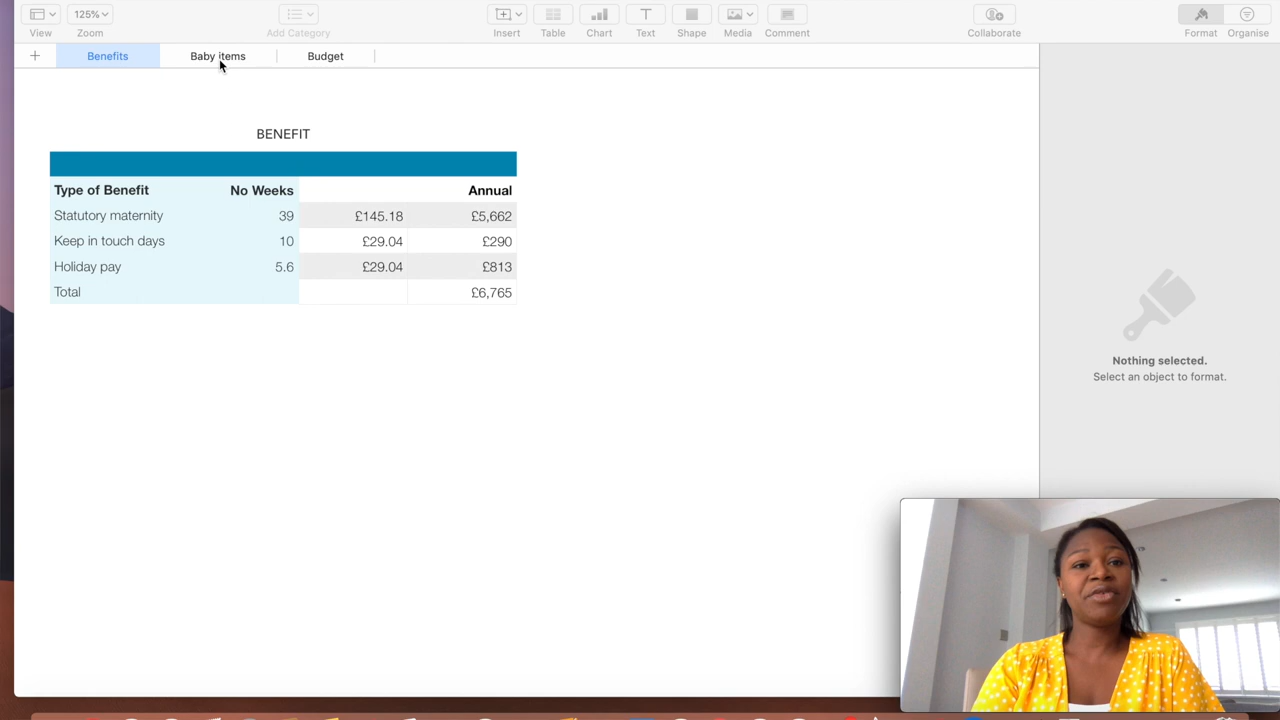 125%
View Zoom Add Category Insert Table Chart Text Shape Media Comment Collaborate Format Organise
+ Benefits Baby items Budget
BENEFIT
Type of Benefit No Weeks Annual
Statutory maternity 39 £145.18 £5,662
Keep in touch days 10 £29.04 £290
Holiday pay 5.6 £29.04 £813
Total £6,765
Nothing selected.
Select an object to format.